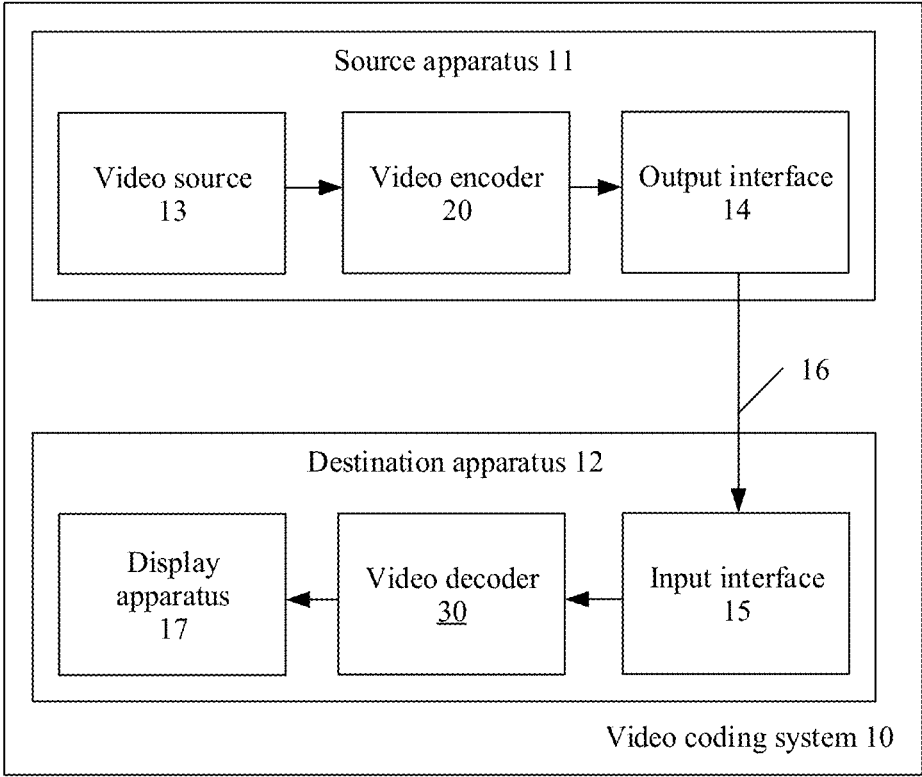 Source apparatus 11
Video source
13
Video encoder
20
Output interface
14
16
Destination apparatus 12
Display
apparatus
17
Video decoder
30
Input interface
15
Video coding system 10